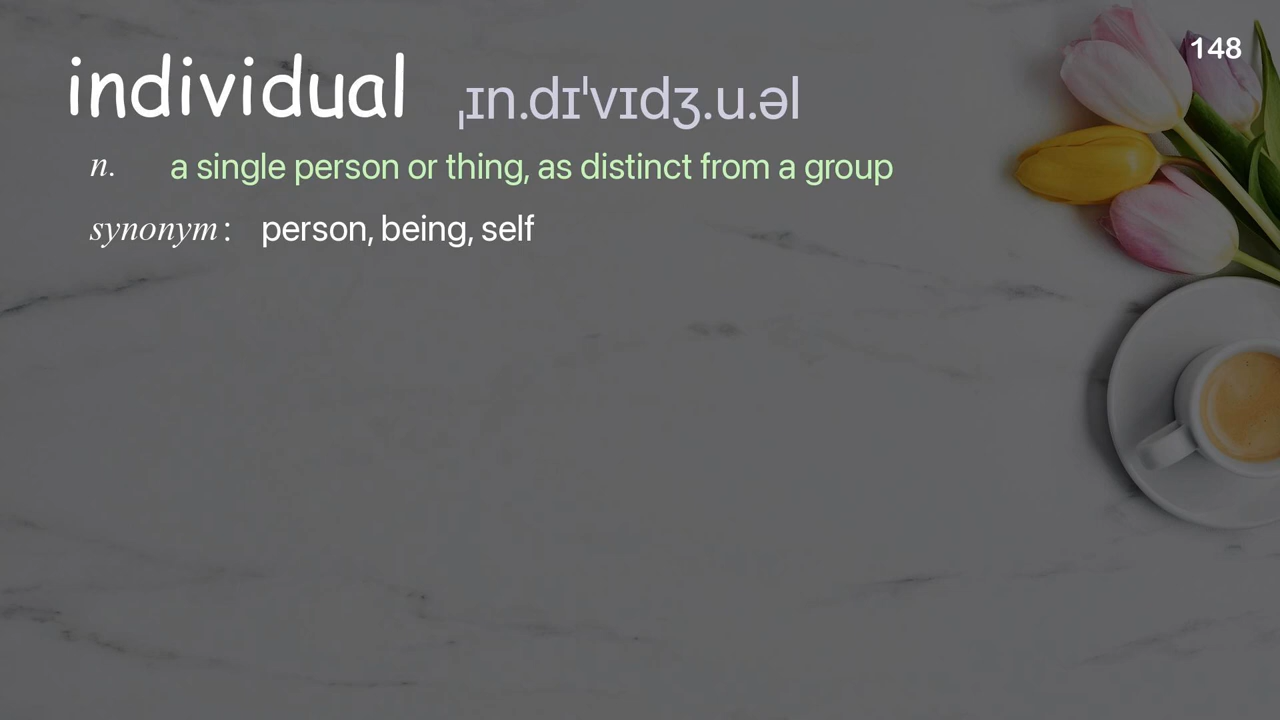 148
individual ˌɪn.dɪˈvɪdʒ.u.əl
n. a single person or thing, as distinct from a group
synonym: person, being, self